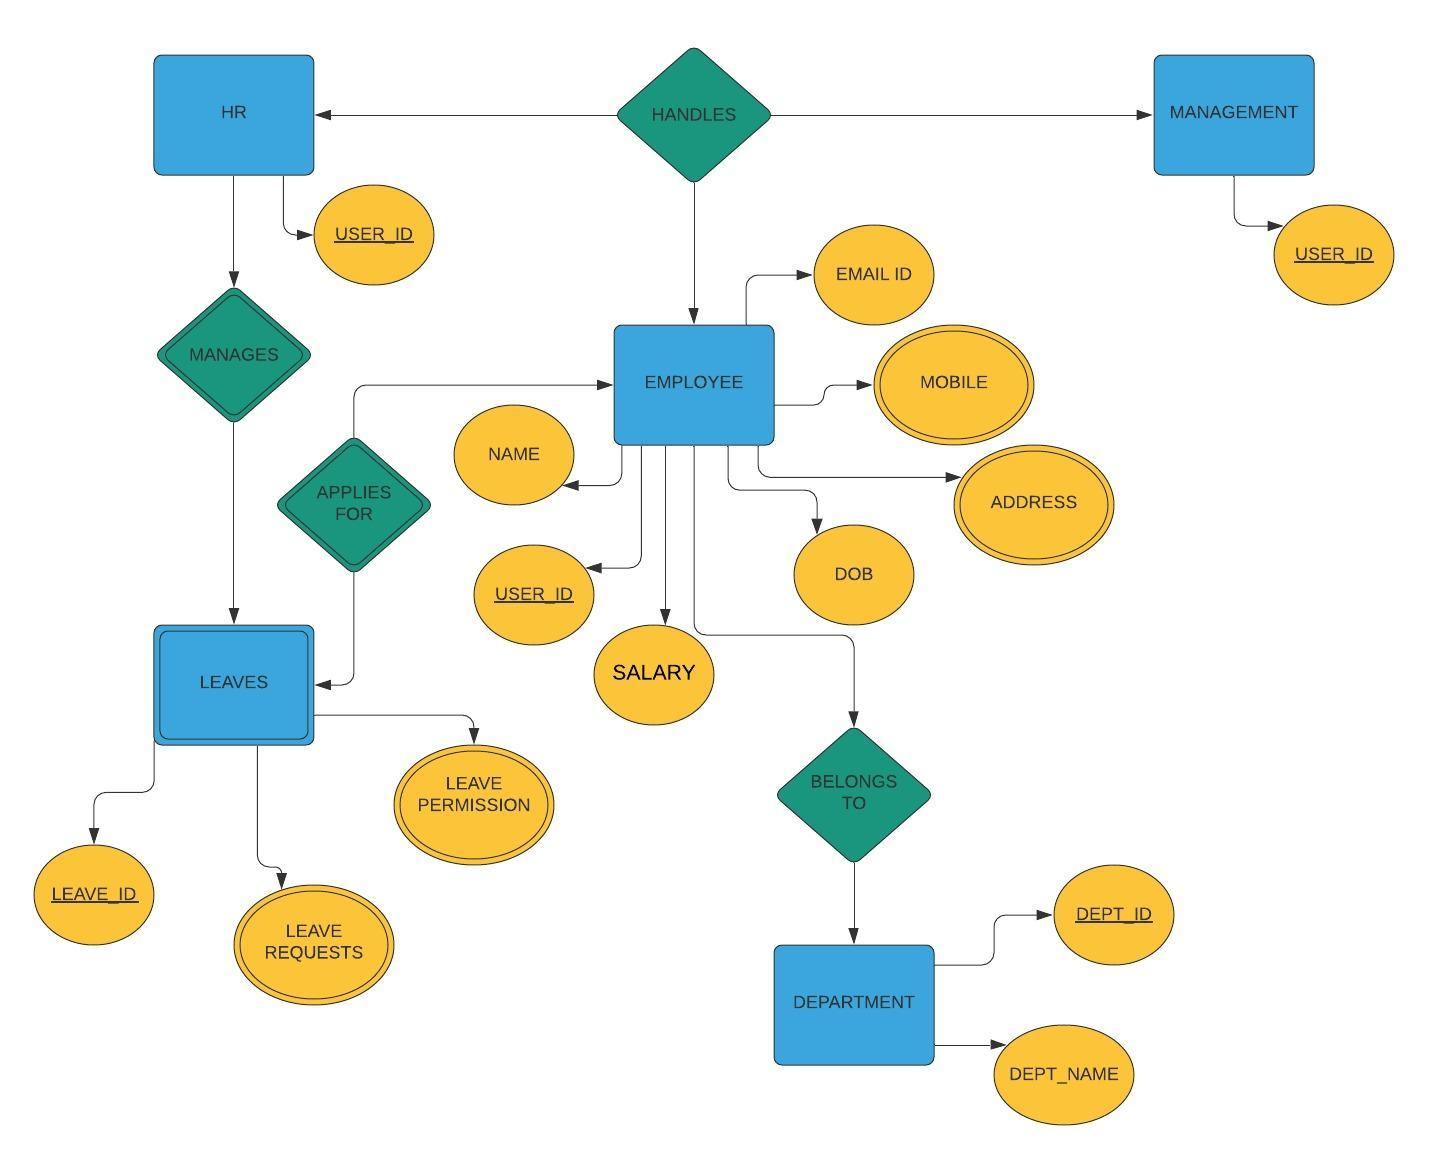 HR
HANDLES
MANAGEMENT
USER_ID
USER_ID
EMAIL ID
MANAGES
EMPLOYEE
MOBILE
NAME
APPLIES
FOR
ADDRESS
USER_ID
DOB
SALARY
LEAVES
LEAVE
PERMISSION
BELONGS
TO
LEAVE_ID
LEAVE
REQUESTS
DEPT_ID
DEPARTMENT
DEPT_NAME